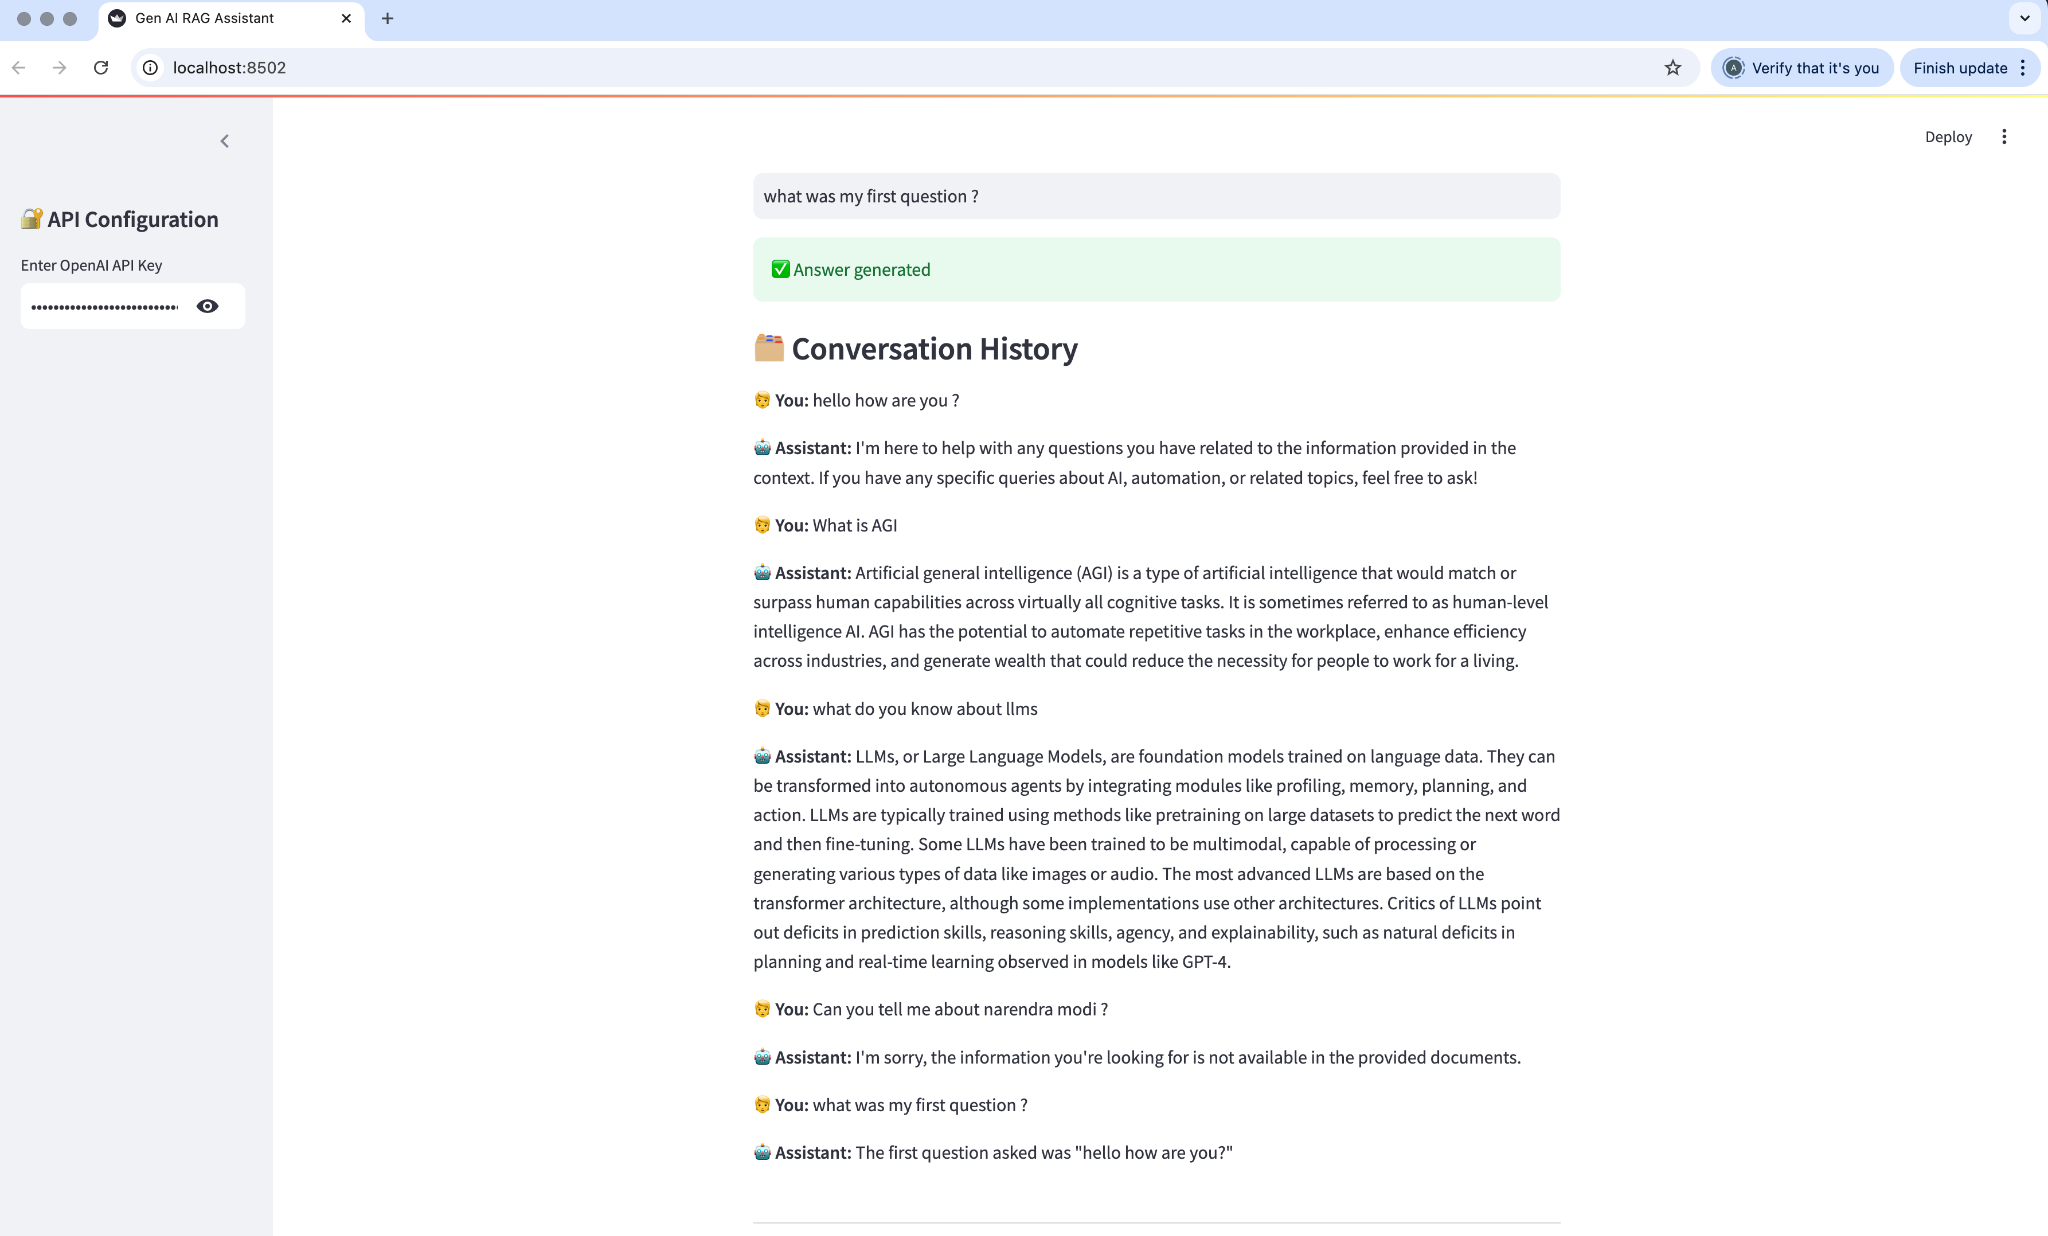 Gen AI RAG Assistant
localhost:8502
Verify that it's you
Finish update
Deploy
🔐 API Configuration
Enter OpenAI API Key
what was my first question ?
✅ Answer generated
🗂️ Conversation History
🧑 You: hello how are you ?
🤖 Assistant: I'm here to help with any questions you have related to the information provided in the
context. If you have any specific queries about AI, automation, or related topics, feel free to ask!
🧑 You: What is AGI
🤖 Assistant: Artificial general intelligence (AGI) is a type of artificial intelligence that would match or
surpass human capabilities across virtually all cognitive tasks. It is sometimes referred to as human-level
intelligence AI. AGI has the potential to automate repetitive tasks in the workplace, enhance efficiency
across industries, and generate wealth that could reduce the necessity for people to work for a living.
🧑 You: what do you know about llms
🤖 Assistant: LLMs, or Large Language Models, are foundation models trained on language data. They can
be transformed into autonomous agents by integrating modules like profiling, memory, planning, and
action. LLMs are typically trained using methods like pretraining on large datasets to predict the next word
and then fine-tuning. Some LLMs have been trained to be multimodal, capable of processing or
generating various types of data like images or audio. The most advanced LLMs are based on the
transformer architecture, although some implementations use other architectures. Critics of LLMs point
out deficits in prediction skills, reasoning skills, agency, and explainability, such as natural deficits in
planning and real-time learning observed in models like GPT-4.
🧑 You: Can you tell me about narendra modi ?
🤖 Assistant: I'm sorry, the information you're looking for is not available in the provided documents.
🧑 You: what was my first question ?
🤖 Assistant: The first question asked was "hello how are you?"